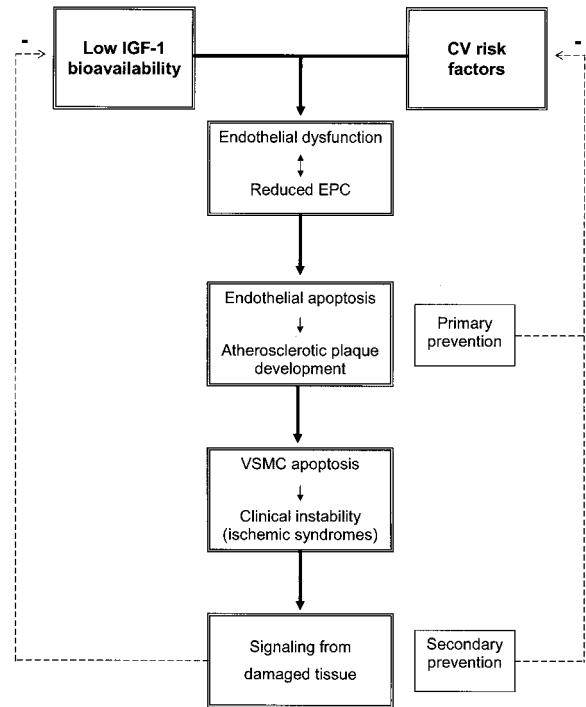 -
Low IGF-1
bioavailability
CV risk
factors
-
Endothelial dysfunction
Reduced EPC
Endothelial apoptosis
Atherosclerotic plaque
development
Primary
prevention
VSMC apoptosis
Clinical instability
(ischemic syndromes)
Signaling from
damaged tissue
Secondary
prevention